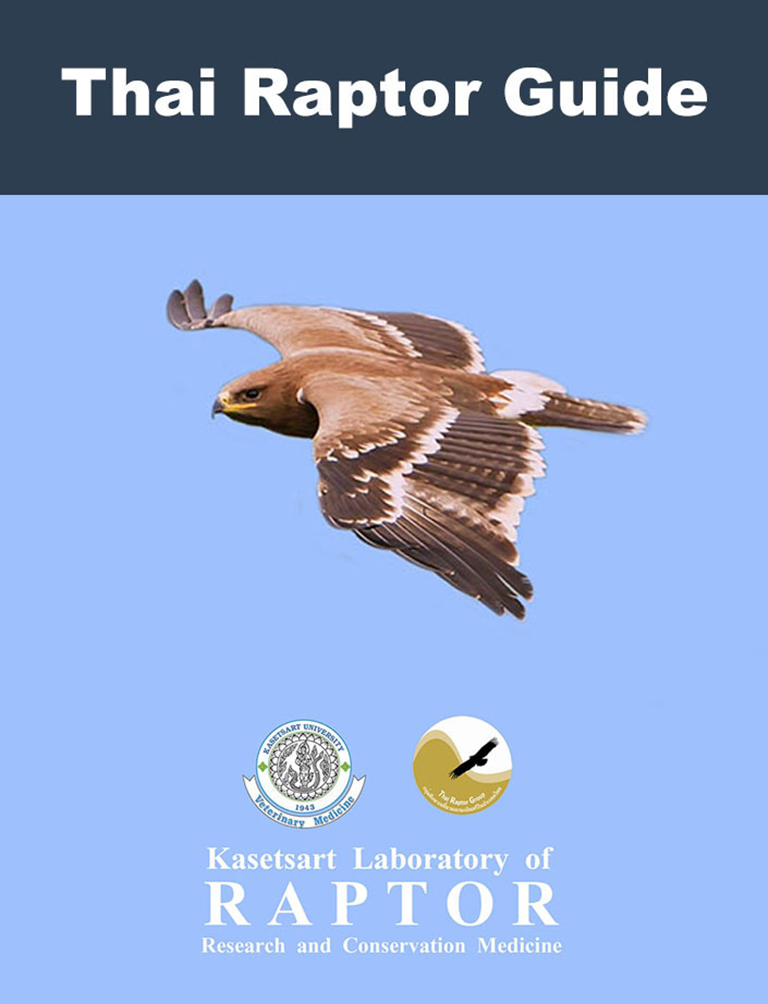 Thai Raptor Guide
KASETSART UNIVERSITY
1943
Veterinary Medicine
Thai Raptor Group
Kasetsart Laboratory of
RAPTOR
Research and Conservation Medicine